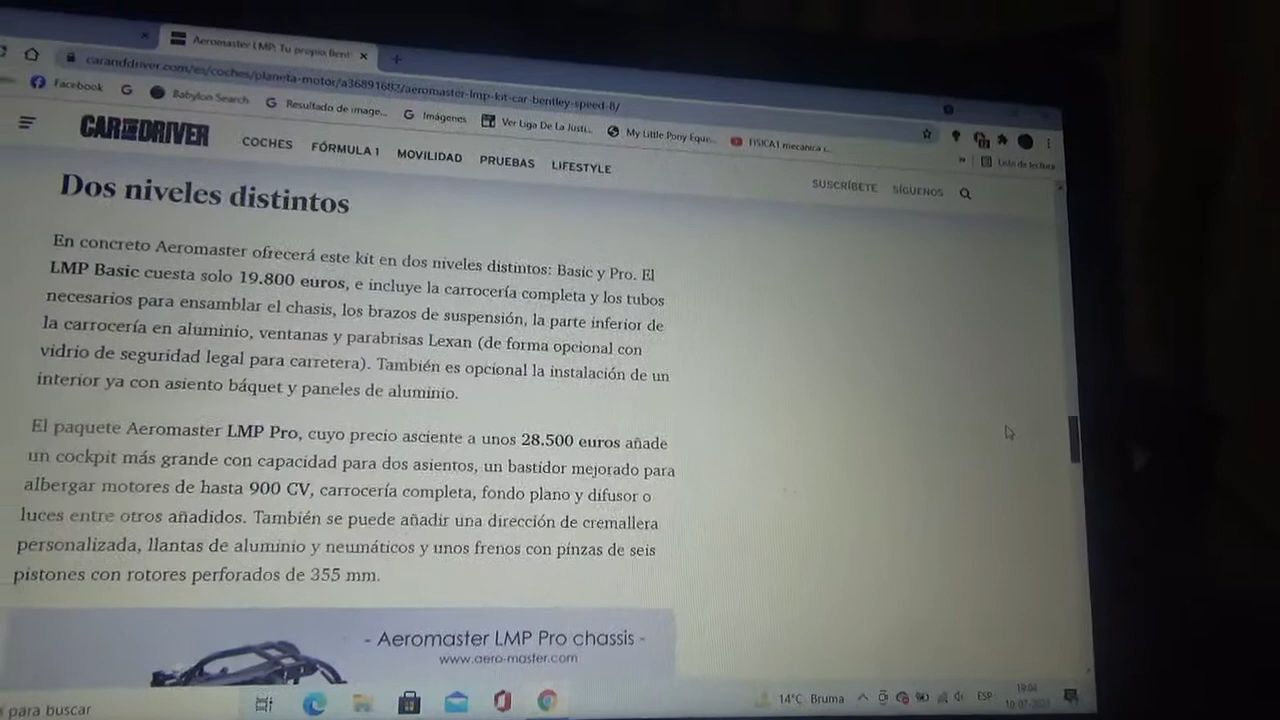 Aeromaster LMP: Tu propio Bent
caranddriver.com/es/coches/planeta-motor/a36891682/aeromaster-lmp-kit-car-bentley-speed-8/
Facebook
Babylon Search
Resultado de image...
Imágenes
Ver Liga De La Justi...
My Little Pony Eque...
FISICA I mecanica
Lista de lectura
CAR AND DRIVER
COCHES
FÓRMULA 1
MOVILIDAD
PRUEBAS
LIFESTYLE
SUSCRÍBETE
SÍGUENOS
Dos niveles distintos
En concreto Aeromaster ofrecerá este kit en dos niveles distintos: Basic y Pro. El
LMP Basic cuesta solo 19.800 euros, e incluye la carrocería completa y los tubos
necesarios para ensamblar el chasis, los brazos de suspensión, la parte inferior de
la carrocería en aluminio, ventanas y parabrisas Lexan (de forma opcional con
vidrio de seguridad legal para carretera). También es opcional la instalación de un
interior ya con asiento báquet y paneles de aluminio.
El paquete Aeromaster LMP Pro, cuyo precio asciente a unos 28.500 euros añade
un cockpit más grande con capacidad para dos asientos, un bastidor mejorado para
albergar motores de hasta 900 CV, carrocería completa, fondo plano y difusor o
luces entre otros añadidos. También se puede añadir una dirección de cremallera
personalizada, llantas de aluminio y neumáticos y unos frenos con pinzas de seis
pistones con rotores perforados de 355 mm.
- Aeromaster LMP Pro chassis -
www.aero-master.com
para buscar
14°C Bruma
ESP